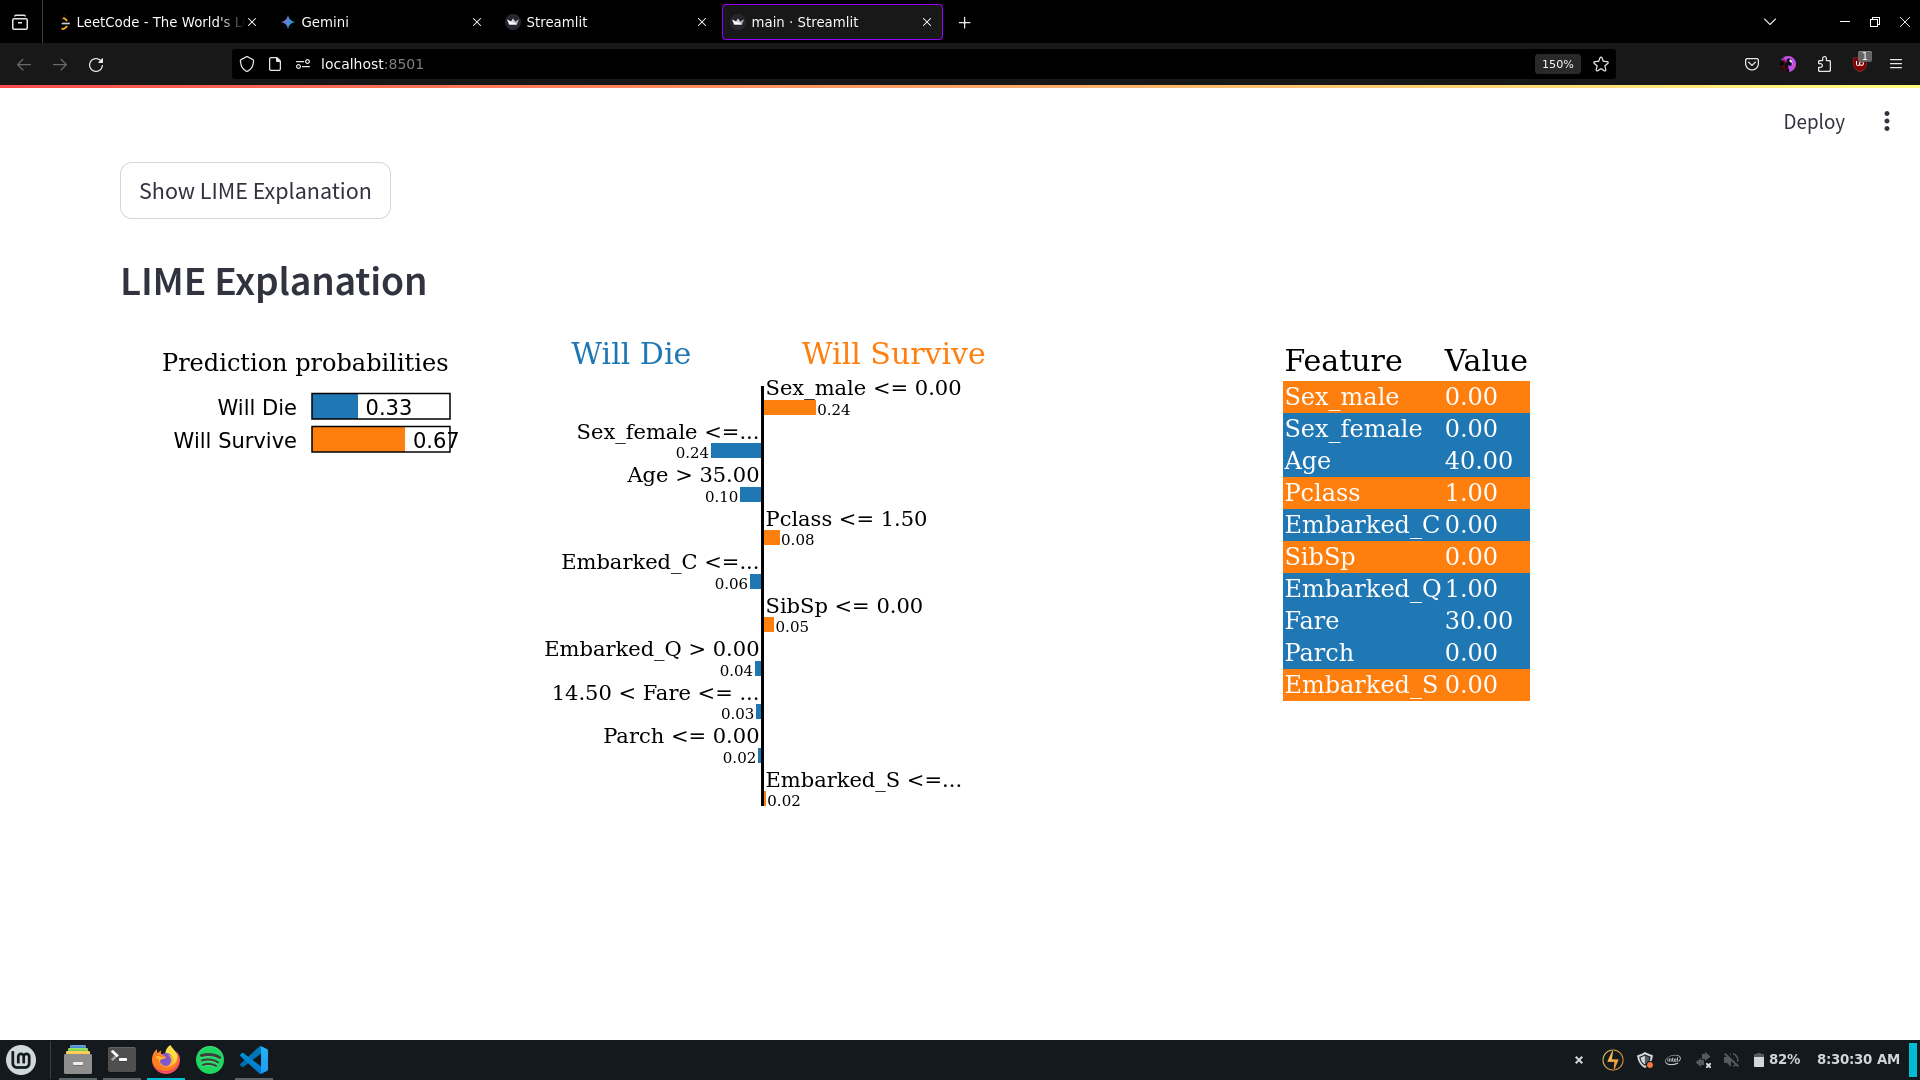 LeetCode - The World's L
Gemini
Streamlit
main · Streamlit
localhost:8501
150%
1
Deploy
Show LIME Explanation
LIME Explanation
Prediction probabilities
Will Die 0.33
Will Survive 0.67
Will Die Will Survive
Sex_male <= 0.00
0.24
Sex_female <=...
0.24
Age > 35.00
0.10
Pclass <= 1.50
0.08
Embarked_C <=...
0.06
SibSp <= 0.00
0.05
Embarked_Q > 0.00
0.04
14.50 < Fare <= ...
0.03
Parch <= 0.00
0.02
Embarked_S <=...
0.02
Feature Value
Sex_male 0.00
Sex_female 0.00
Age 40.00
Pclass 1.00
Embarked_C 0.00
SibSp 0.00
Embarked_Q 1.00
Fare 30.00
Parch 0.00
Embarked_S 0.00
82% 8:30:30 AM